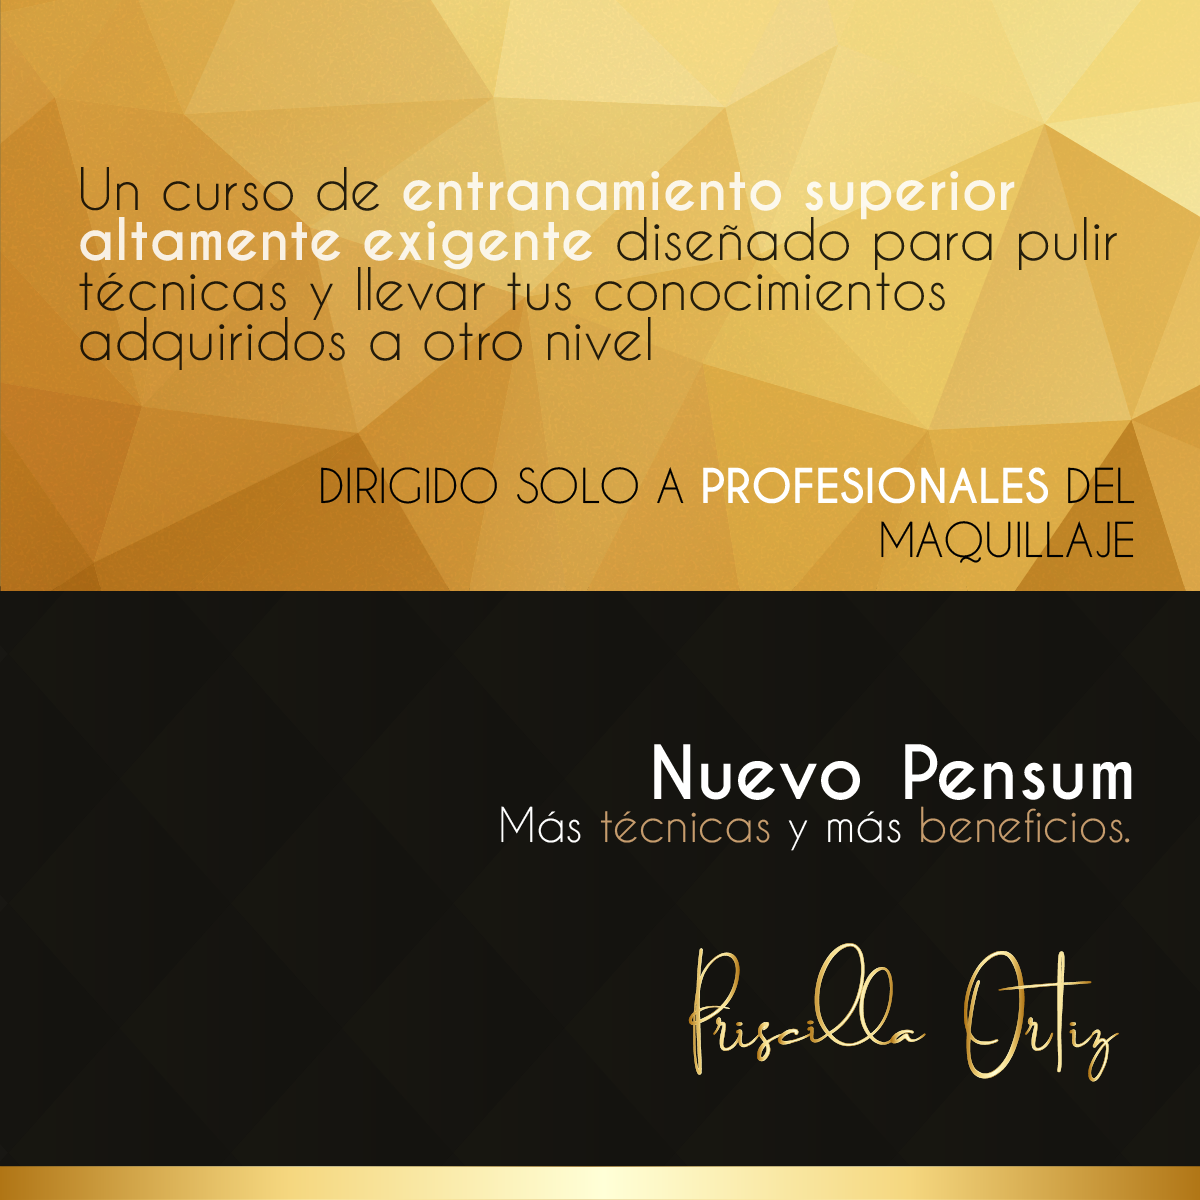 Un curso de entranamiento superior
altamente exigente diseñado para pulir
técnicas y llevar tus conocimientos
adquiridos a otro nivel
DIRIGIDO SOLO A PROFESIONALES DEL
MAQUILLAJE
Nuevo Pensum
Más técnicas y más beneficios.
Priscilla Ortiz